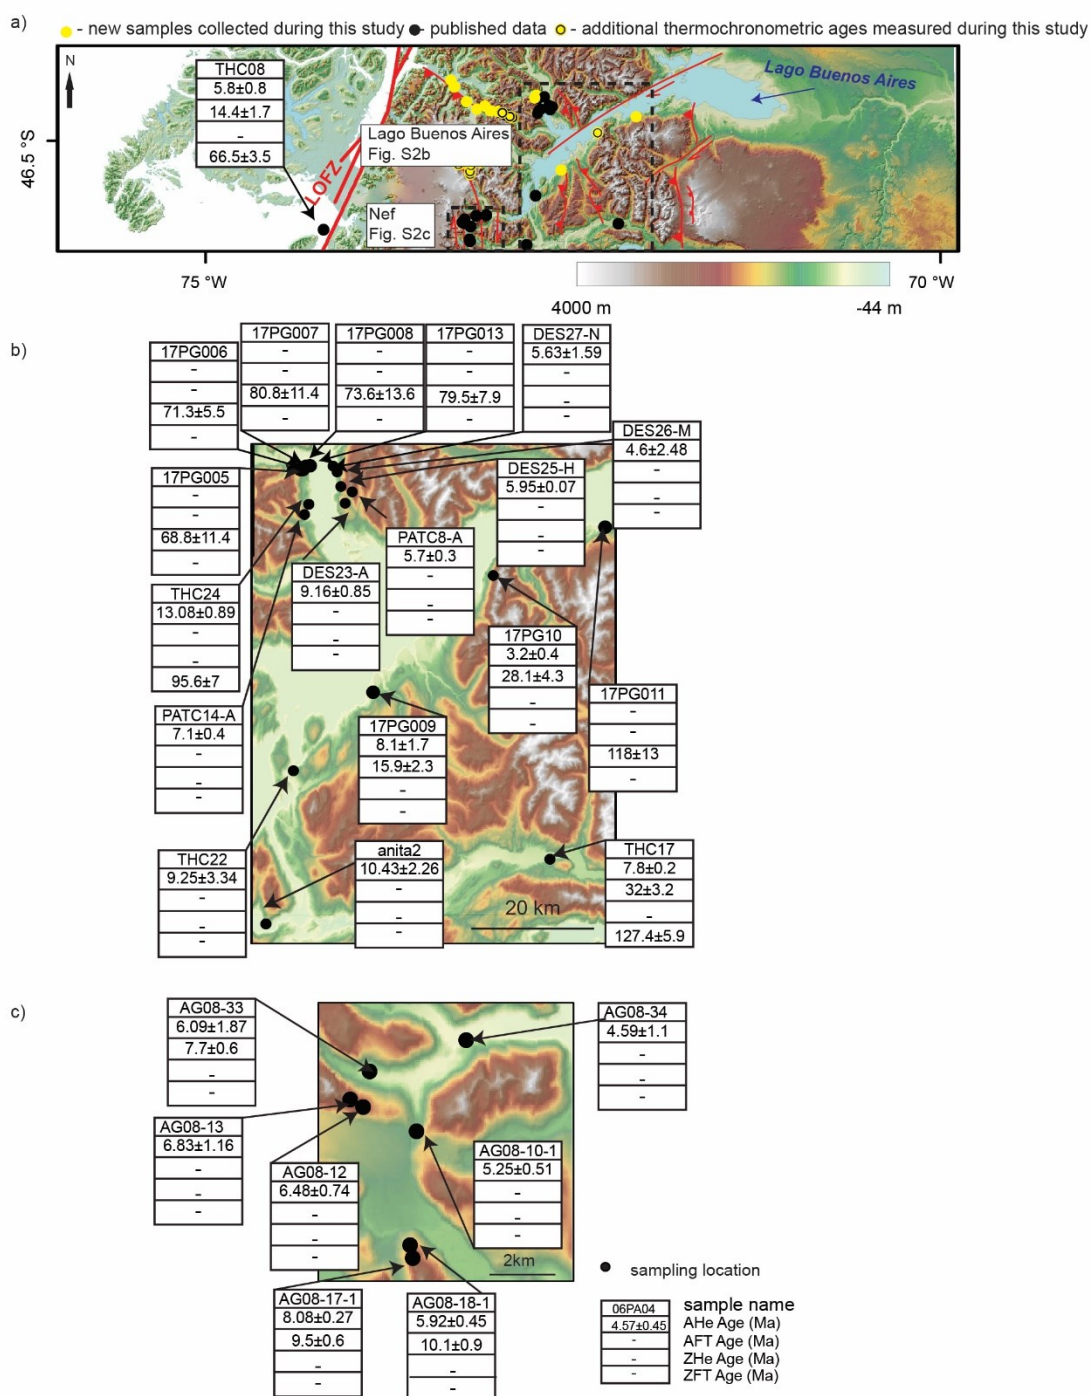 a)
- new samples collected during this study
- published data
- additional thermochronometric ages measured during this study
N
THC08
5.8±0.8
14.4±1.7
-
66.5±3.5
Lago Buenos Aires
46.5 °S
LOFZ
Lago Buenos Aires
Fig. S2b
Nef
Fig. S2c
75 °W
70 °W
4000 m
-44 m
b)
17PG006
-
-
71.3±5.5
-
17PG007
-
-
80.8±11.4
-
17PG008
-
-
73.6±13.6
-
17PG013
-
-
79.5±7.9
-
DES27-N
5.63±1.59
-
-
-
DES26-M
4.6±2.48
-
-
-
17PG005
-
-
68.8±11.4
-
DES25-H
5.95±0.07
-
-
-
PATC8-A
5.7±0.3
-
-
-
DES23-A
9.16±0.85
-
-
-
THC24
13.08±0.89
-
-
95.6±7
17PG10
3.2±0.4
28.1±4.3
-
-
17PG011
-
-
118±13
-
PATC14-A
7.1±0.4
-
-
-
17PG009
8.1±1.7
15.9±2.3
-
-
THC22
9.25±3.34
-
-
-
anita2
10.43±2.26
-
-
-
THC17
7.8±0.2
32±3.2
-
127.4±5.9
20 km
c)
AG08-33
6.09±1.87
7.7±0.6
-
-
AG08-34
4.59±1.1
-
-
-
AG08-13
6.83±1.16
-
-
-
AG08-12
6.48±0.74
-
-
-
AG08-10-1
5.25±0.51
-
-
-
2km
AG08-17-1
8.08±0.27
9.5±0.6
-
-
AG08-18-1
5.92±0.45
10.1±0.9
-
-
sampling location
06PA04 sample name
4.57±0.45 AHe Age (Ma)
- AFT Age (Ma)
- ZHe Age (Ma)
- ZFT Age (Ma)